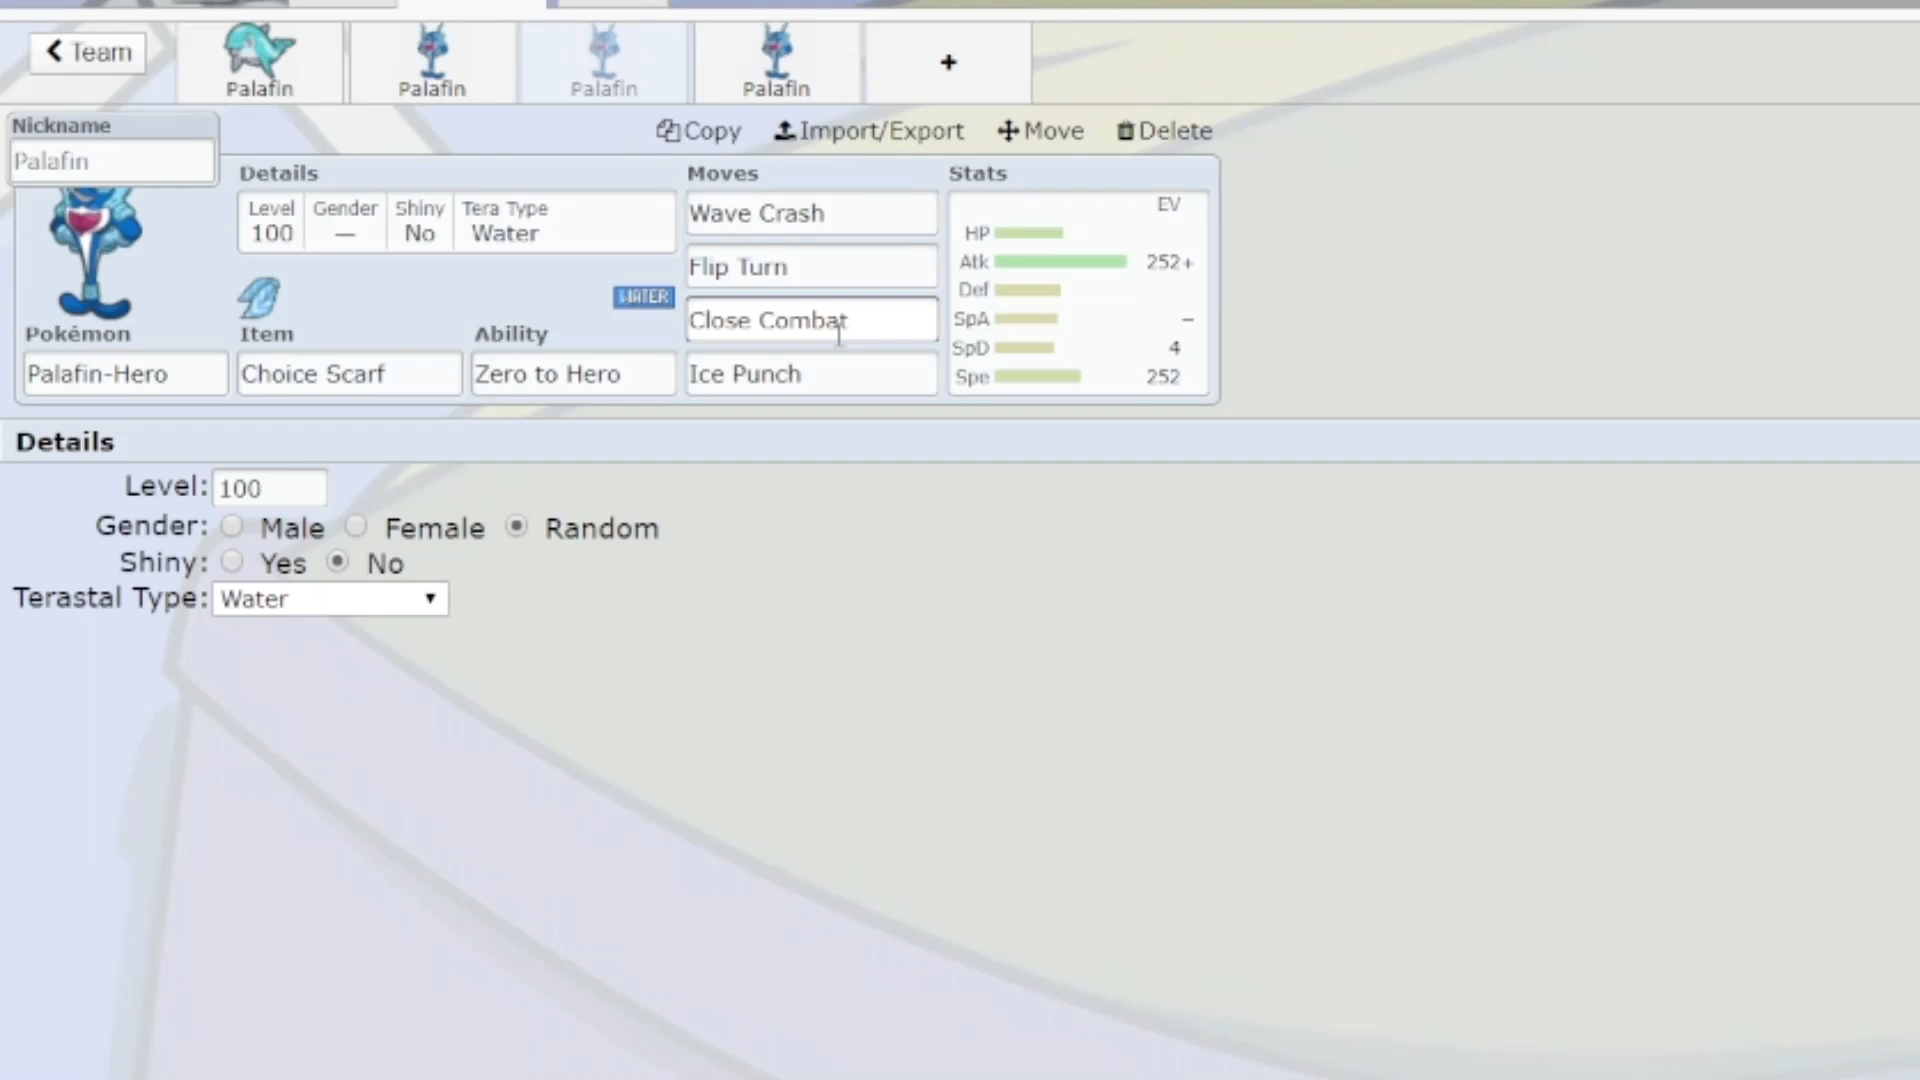 Team
Palafin
Palafin
Palafin
Palafin
+
Nickname
Palafin
Copy
Import/Export
Move
Delete
Details
Level
100
Gender
—
Shiny
No
Tera Type
Water
WATER
Pokémon
Palafin-Hero
Item
Choice Scarf
Ability
Zero to Hero
Moves
Wave Crash
Flip Turn
Close Combat
Ice Punch
Stats
EV
HP
Atk 252+
Def
SpA –
SpD 4
Spe 252
Details
Level: 100
Gender: Male Female Random
Shiny: Yes No
Terastal Type: Water